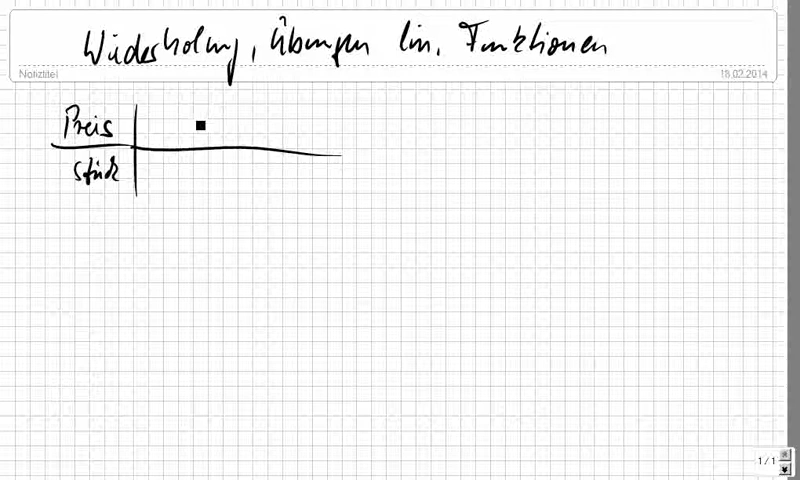 Wiederholung, Übungen lin. Funktionen
Notiztitel 18.02.2014
Preis
Stück
1 / 1